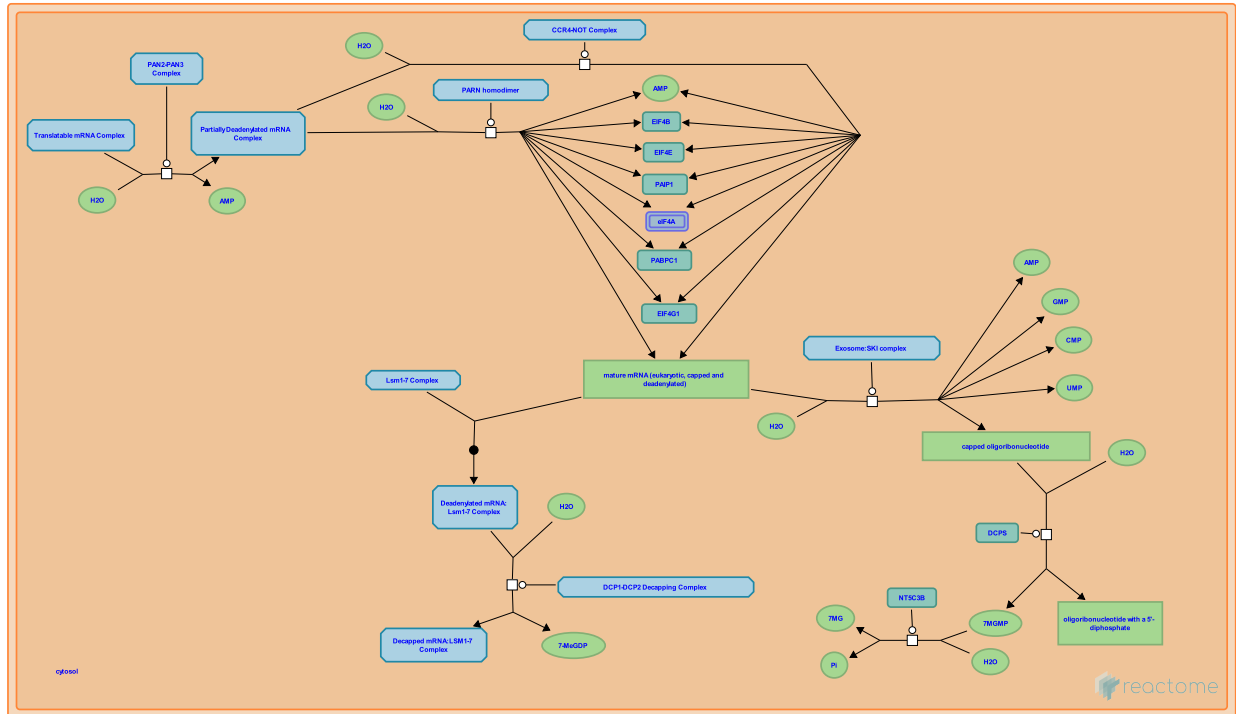 CCR4-NOT Complex
H2O
PAN2-PAN3
Complex
PARN homodimer
AMP
H2O
EIF4B
Translatable mRNA Complex
PartiallyDeadenylated mRNA
Complex
EIF4E
PAIP1
H2O
AMP
eIF4A
PABPC1
AMP
GMP
EIF4G1
CMP
Exosome:SKI complex
Lsm1-7 Complex
mature mRNA (eukaryotic, capped and
deadenylated)
UMP
H2O
capped oligoribonucleotide
H2O
Deadenylated mRNA:
Lsm1-7 Complex
H2O
DCPS
DCP1-DCP2 Decapping Complex
NT5C3B
7MG
7MGMP
oligoribonucleotide with a 5'-
diphosphate
Decapped mRNA:LSM1-7
Complex
7-MeGDP
Pi
H2O
cytosol
reactome